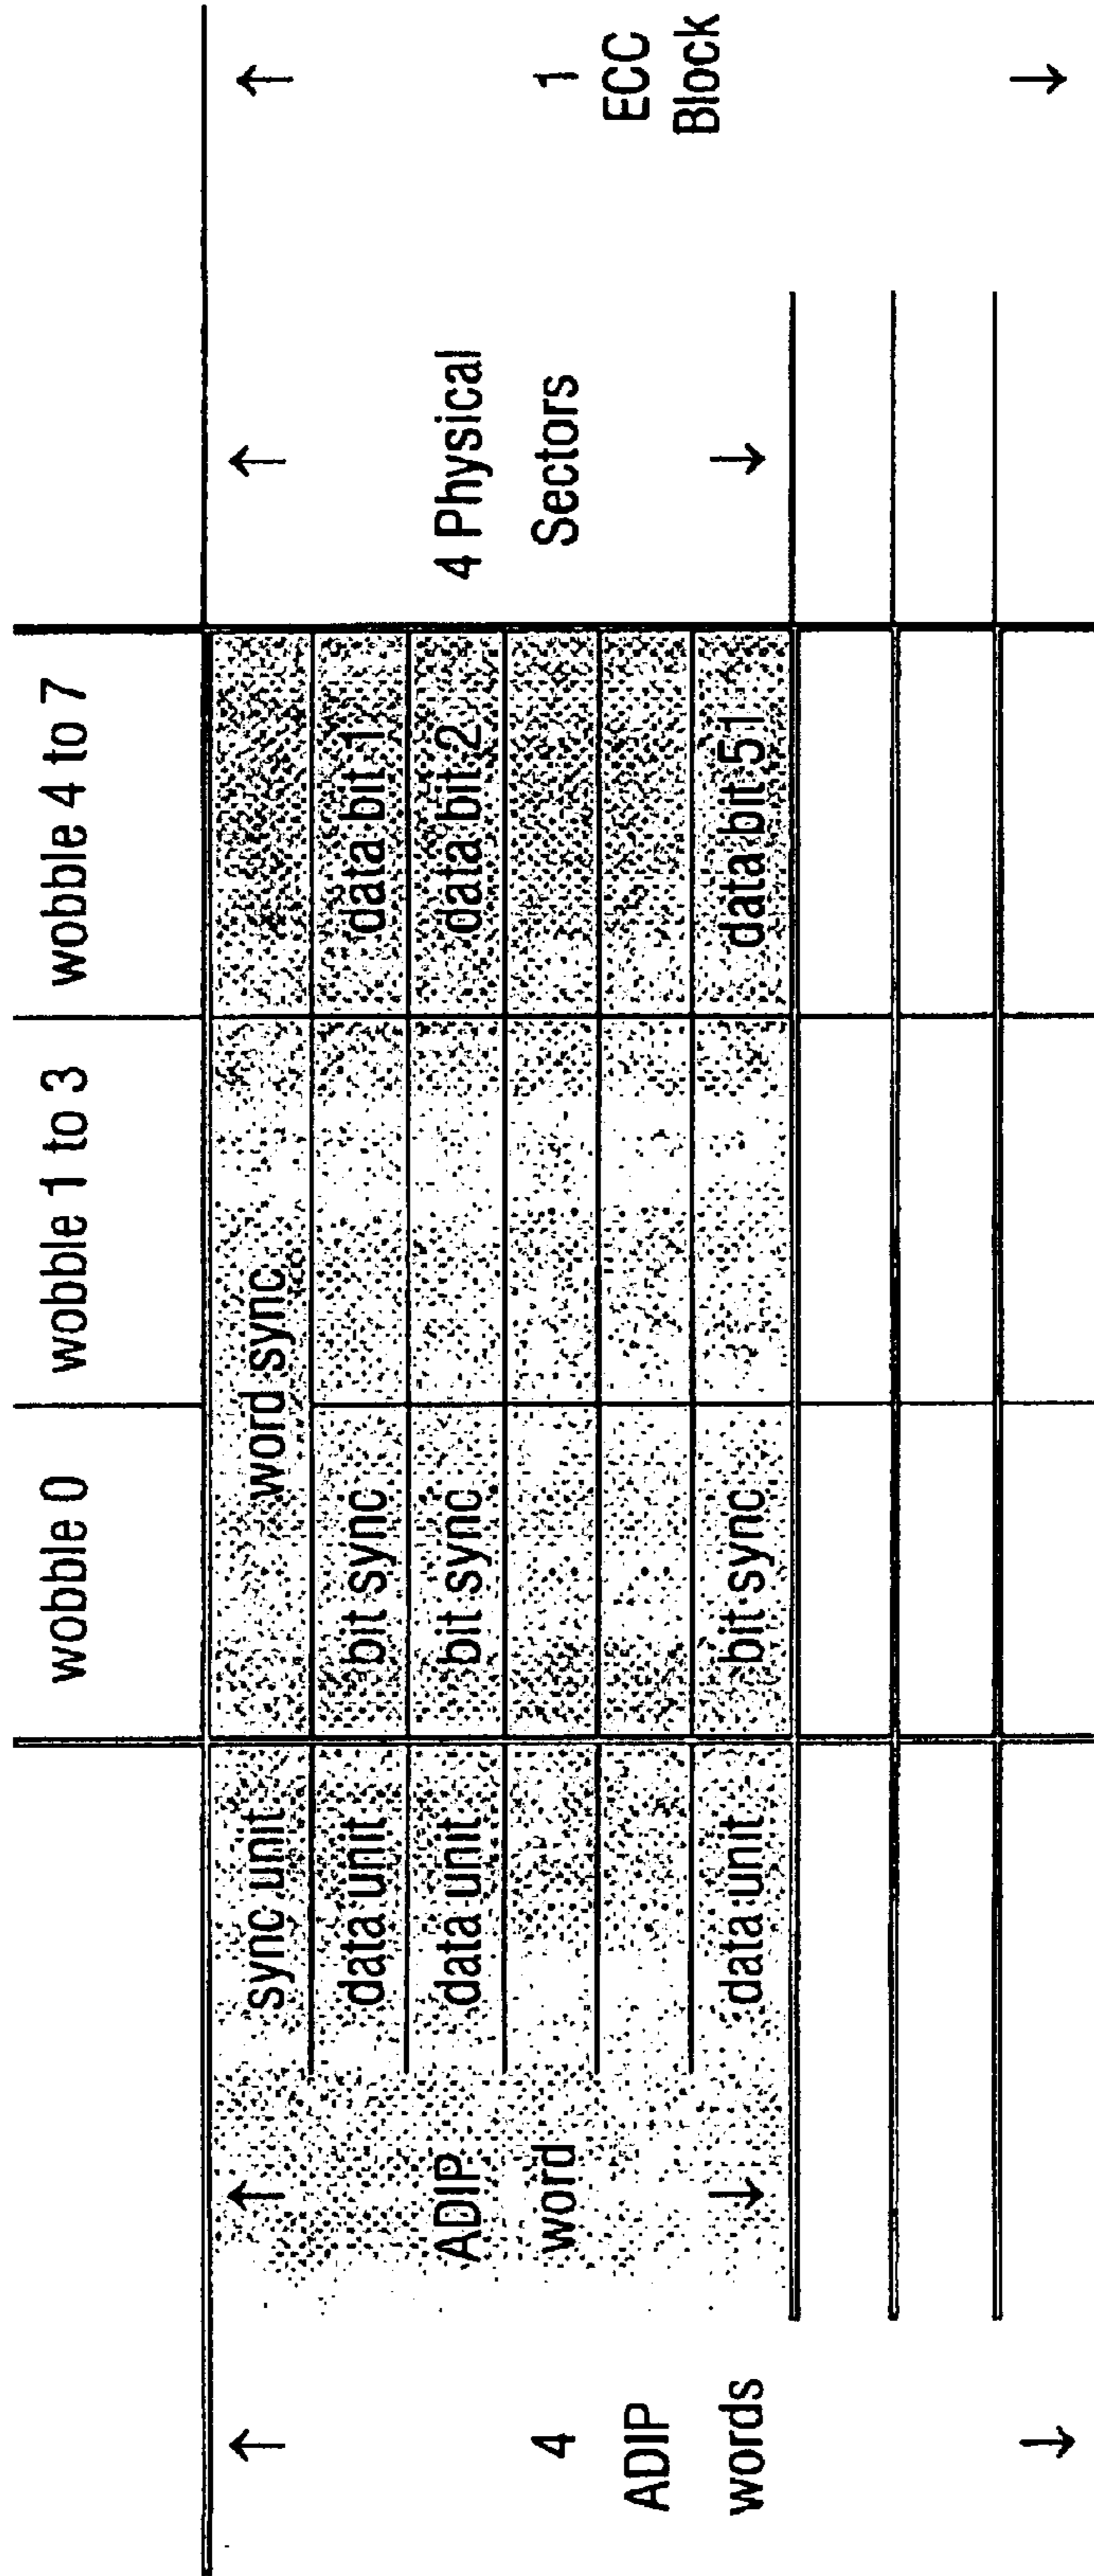 wobble 0 wobble 1 to 3 wobble 4 to 7
sync unit word sync
data unit bit sync data bit 1
4 ADIP data unit bit sync data bit 2 4 Physical 1
ADIP word Sectors ECC
words data unit bit sync data bit 51 Block